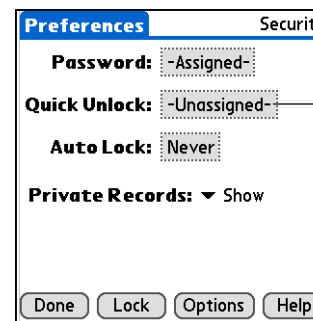 Preferences Securit
Password: -Assigned-
Quick Unlock: -Unassigned-
Auto Lock: Never
Private Records: Show
Done Lock Options Help